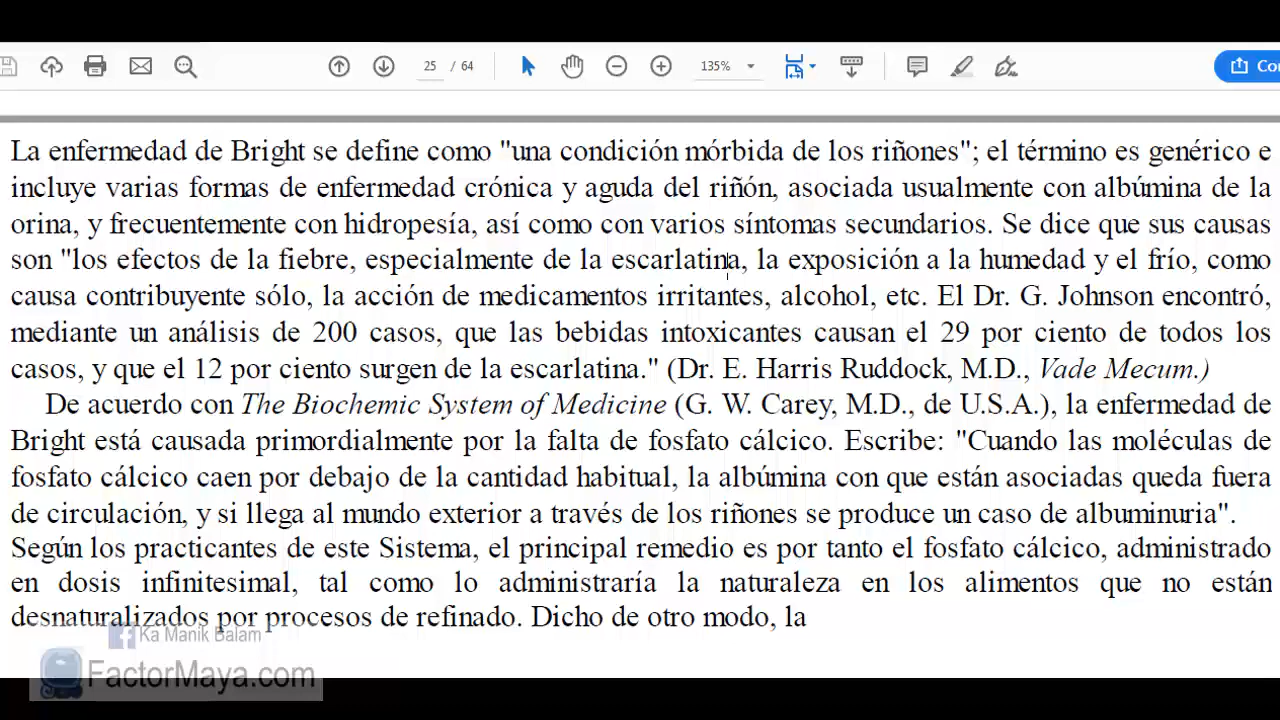 25 / 64
135%
Co
La enfermedad de Bright se define como "una condición mórbida de los riñones"; el término es genérico e
incluye varias formas de enfermedad crónica y aguda del riñón, asociada usualmente con albúmina de la
orina, y frecuentemente con hidropesía, así como con varios síntomas secundarios. Se dice que sus causas
son "los efectos de la fiebre, especialmente de la escarlatina, la exposición a la humedad y el frío, como
causa contribuyente sólo, la acción de medicamentos irritantes, alcohol, etc. El Dr. G. Johnson encontró,
mediante un análisis de 200 casos, que las bebidas intoxicantes causan el 29 por ciento de todos los
casos, y que el 12 por ciento surgen de la escarlatina." (Dr. E. Harris Ruddock, M.D., Vade Mecum.)
De acuerdo con The Biochemic System of Medicine (G. W. Carey, M.D., de U.S.A.), la enfermedad de
Bright está causada primordialmente por la falta de fosfato cálcico. Escribe: "Cuando las moléculas de
fosfato cálcico caen por debajo de la cantidad habitual, la albúmina con que están asociadas queda fuera
de circulación, y si llega al mundo exterior a través de los riñones se produce un caso de albuminuria".
Según los practicantes de este Sistema, el principal remedio es por tanto el fosfato cálcico, administrado
en dosis infinitesimal, tal como lo administraría la naturaleza en los alimentos que no están
desnaturalizados por procesos de refinado. Dicho de otro modo, la
Ka Manik Balam
FactorMaya.com